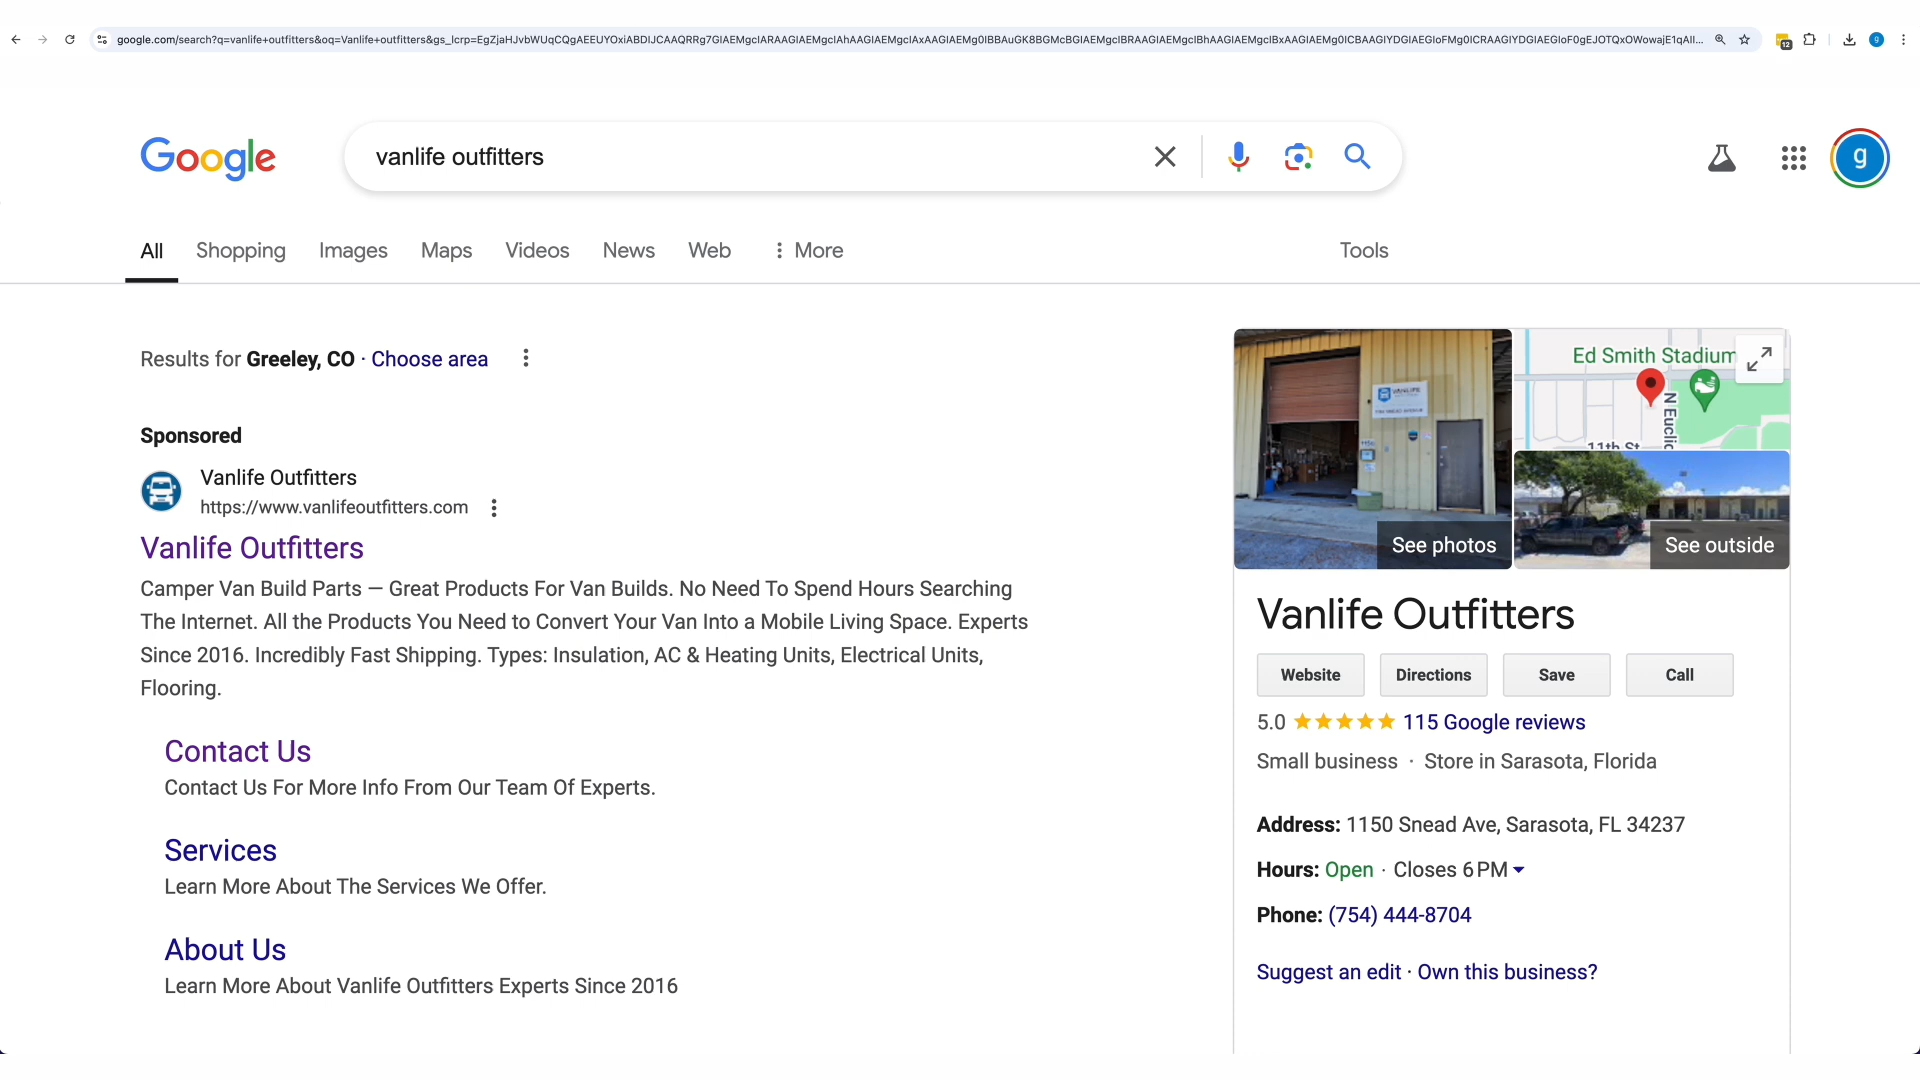 google.com/search?q=vanlife+outfitters&oq=Vanlife+outfitters&gs_lcrp=
12
g
Google
vanlife outfitters
g
All
Shopping
Images
Maps
Videos
News
Web
More
Tools
Results for Greeley, CO · Choose area
Sponsored
Vanlife Outfitters
https://www.vanlifeoutfitters.com
Vanlife Outfitters
Camper Van Build Parts — Great Products For Van Builds. No Need To Spend Hours Searching
The Internet. All the Products You Need to Convert Your Van Into a Mobile Living Space. Experts
Since 2016. Incredibly Fast Shipping. Types: Insulation, AC & Heating Units, Electrical Units,
Flooring.
Contact Us
Contact Us For More Info From Our Team Of Experts.
Services
Learn More About The Services We Offer.
About Us
Learn More About Vanlife Outfitters Experts Since 2016
VANLIFE
Ed Smith Stadium
N Euclid
11th St
See photos
See outside
Vanlife Outfitters
Website
Directions
Save
Call
5.0 ★★★★★ 115 Google reviews
Small business · Store in Sarasota, Florida
Address: 1150 Snead Ave, Sarasota, FL 34237
Hours: Open · Closes 6 PM
Phone: (754) 444-8704
Suggest an edit · Own this business?